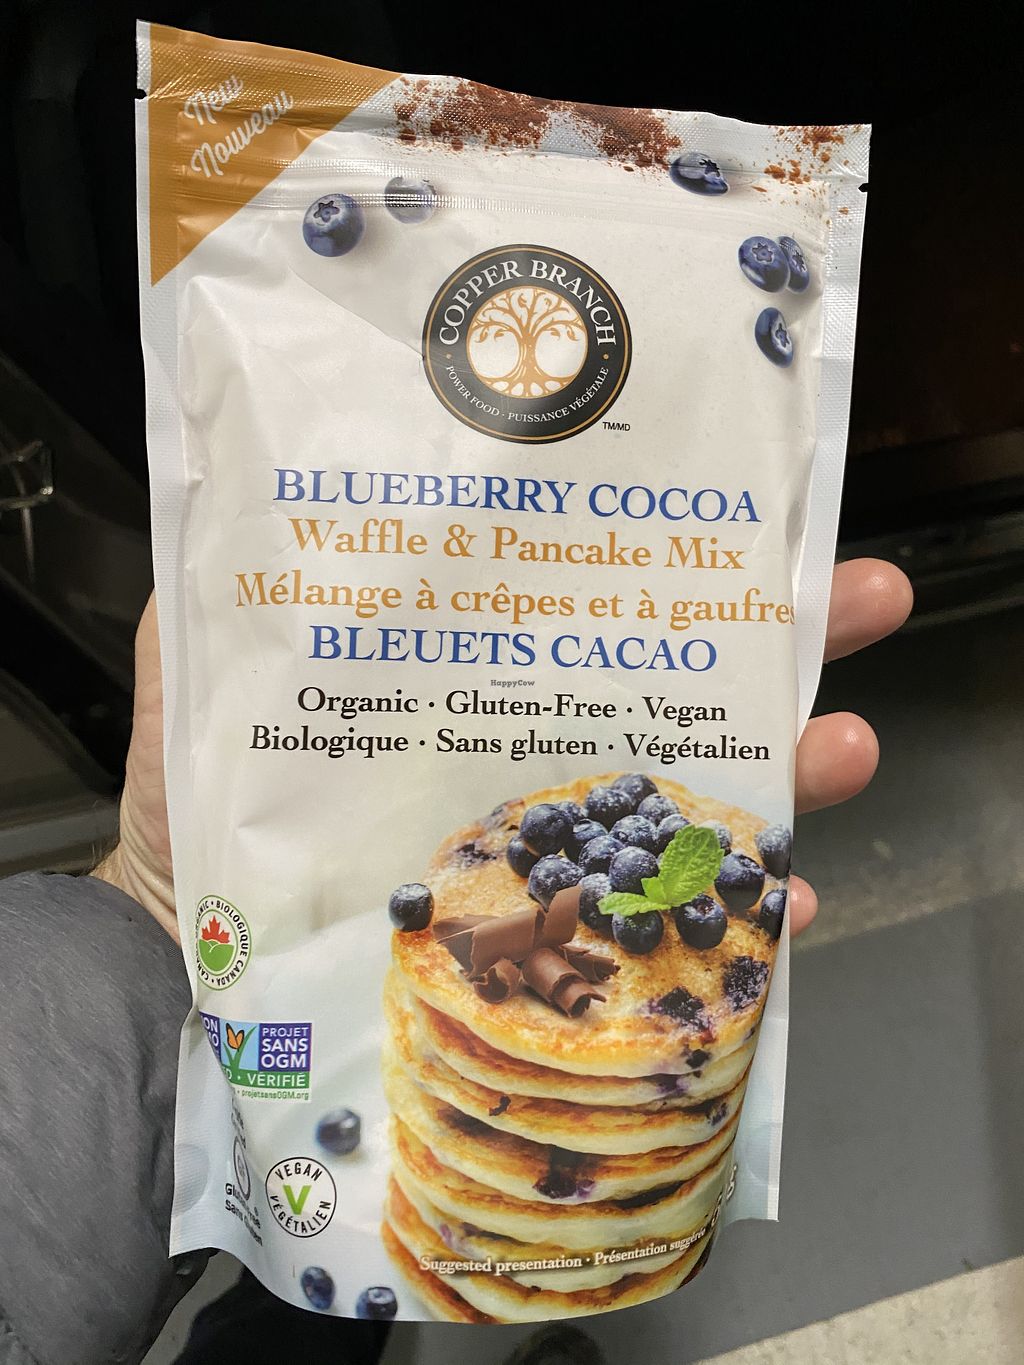 New
Nouveau
COPPER BRANCH
POWER FOOD · PUISSANCE VÉGÉTALE
TM/MD
BLUEBERRY COCOA
Waffle & Pancake Mix
Mélange à crêpes et à gaufres
BLEUETS CACAO
HappyCow
Organic · Gluten-Free · Vegan
Biologique · Sans gluten · Végétalien
BIOLOGIQUE CANADA
PROJET
SANS
OGM
VÉRIFIÉ
projetsansOGM.org
VEGAN
VÉGÉTALIEN
Suggested presentation · Présentation suggérée